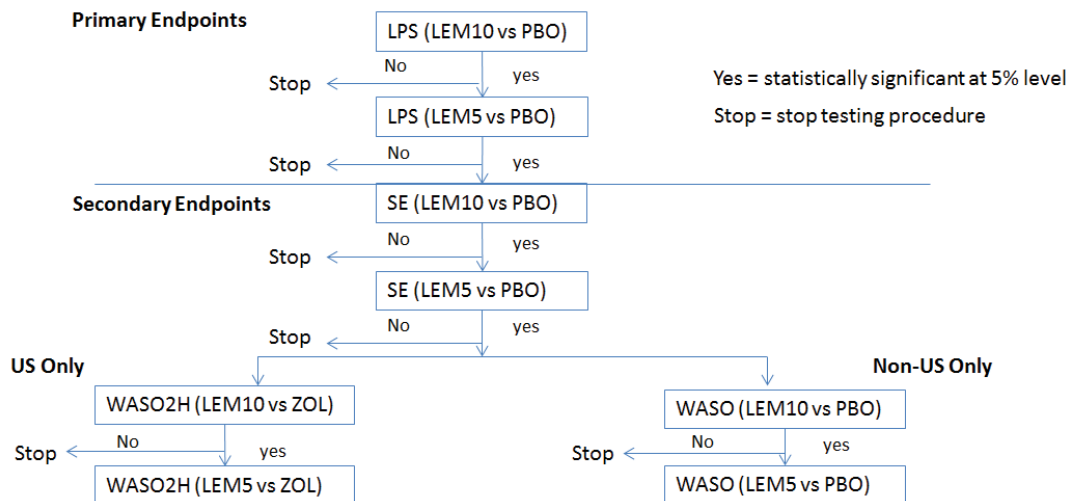 Primary Endpoints
LPS (LEM10 vs PBO)
No
yes
Stop
Yes = statistically significant at 5% level
LPS (LEM5 vs PBO)
Stop = stop testing procedure
No
yes
Stop
Secondary Endpoints
SE (LEM10 vs PBO)
No
yes
Stop
SE (LEM5 vs PBO)
No
yes
Stop
US Only
Non-US Only
WASO2H (LEM10 vs ZOL)
WASO (LEM10 vs PBO)
No
yes
Stop
No
yes
Stop
WASO2H (LEM5 vs ZOL)
WASO (LEM5 vs PBO)